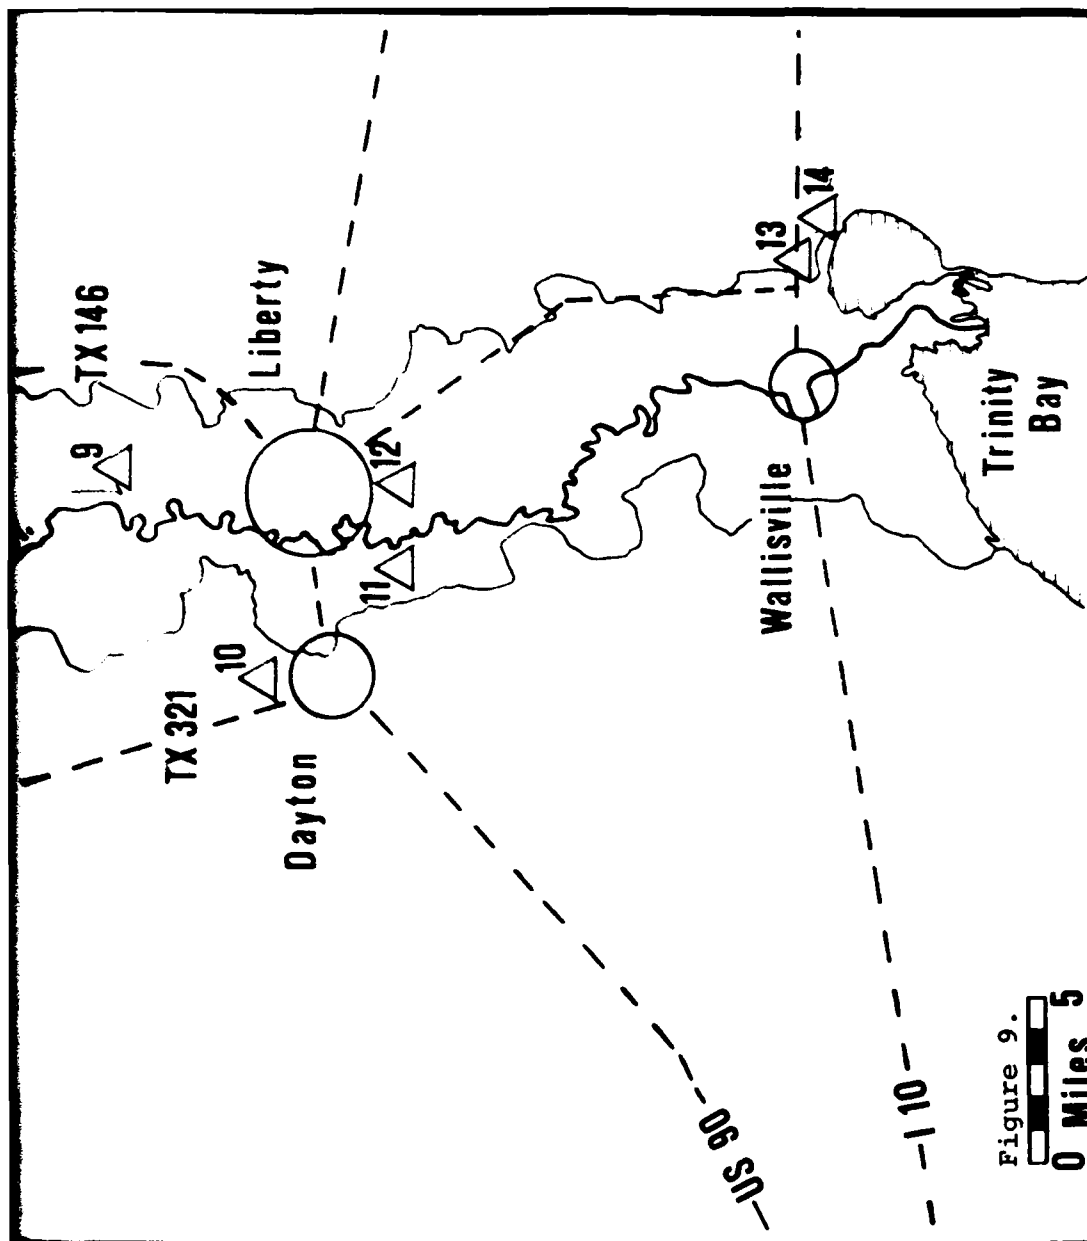 TX 146
9
Liberty
12
10
TX 321
11
Dayton
13
14
Wallisville
Trinity
Bay
US 90
I 10
Figure 9.
0 Miles 5